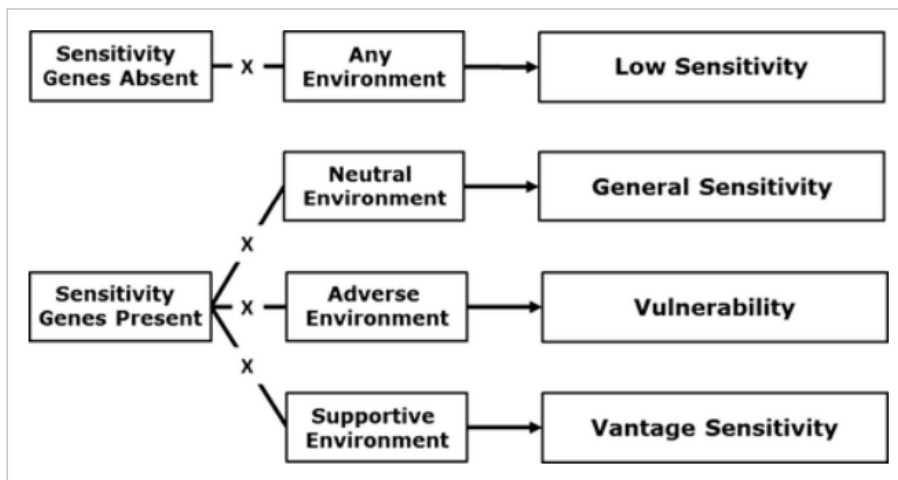 Sensitivity
Genes Absent
X
Any
Environment
Low Sensitivity
Neutral
Environment
General Sensitivity
X
Sensitivity
Genes Present
X
Adverse
Environment
Vulnerability
X
Supportive
Environment
Vantage Sensitivity